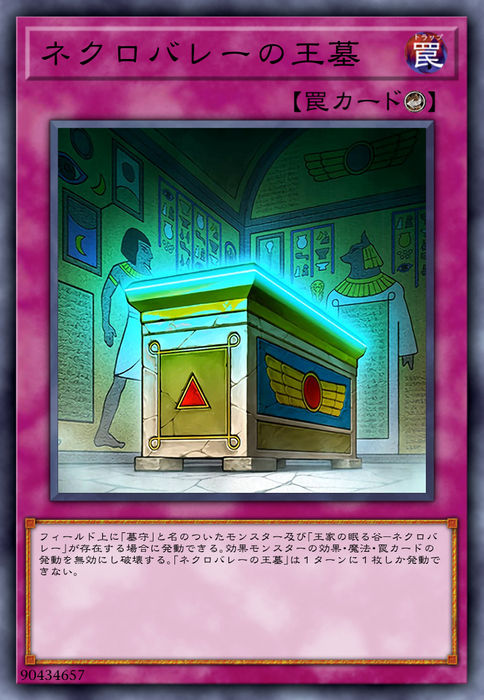 ネクロバレーの王墓
トラップ
罠
【罠カード】
フィールド上に「墓守」と名のついたモンスター及び「王家の眠る谷-ネクロバ
レー」が存在する場合に発動できる。効果モンスターの効果・魔法・罠カードの
発動を無効にし破壊する。「ネクロバレーの王墓」は1ターンに1枚しか発動で
きない。
90434657